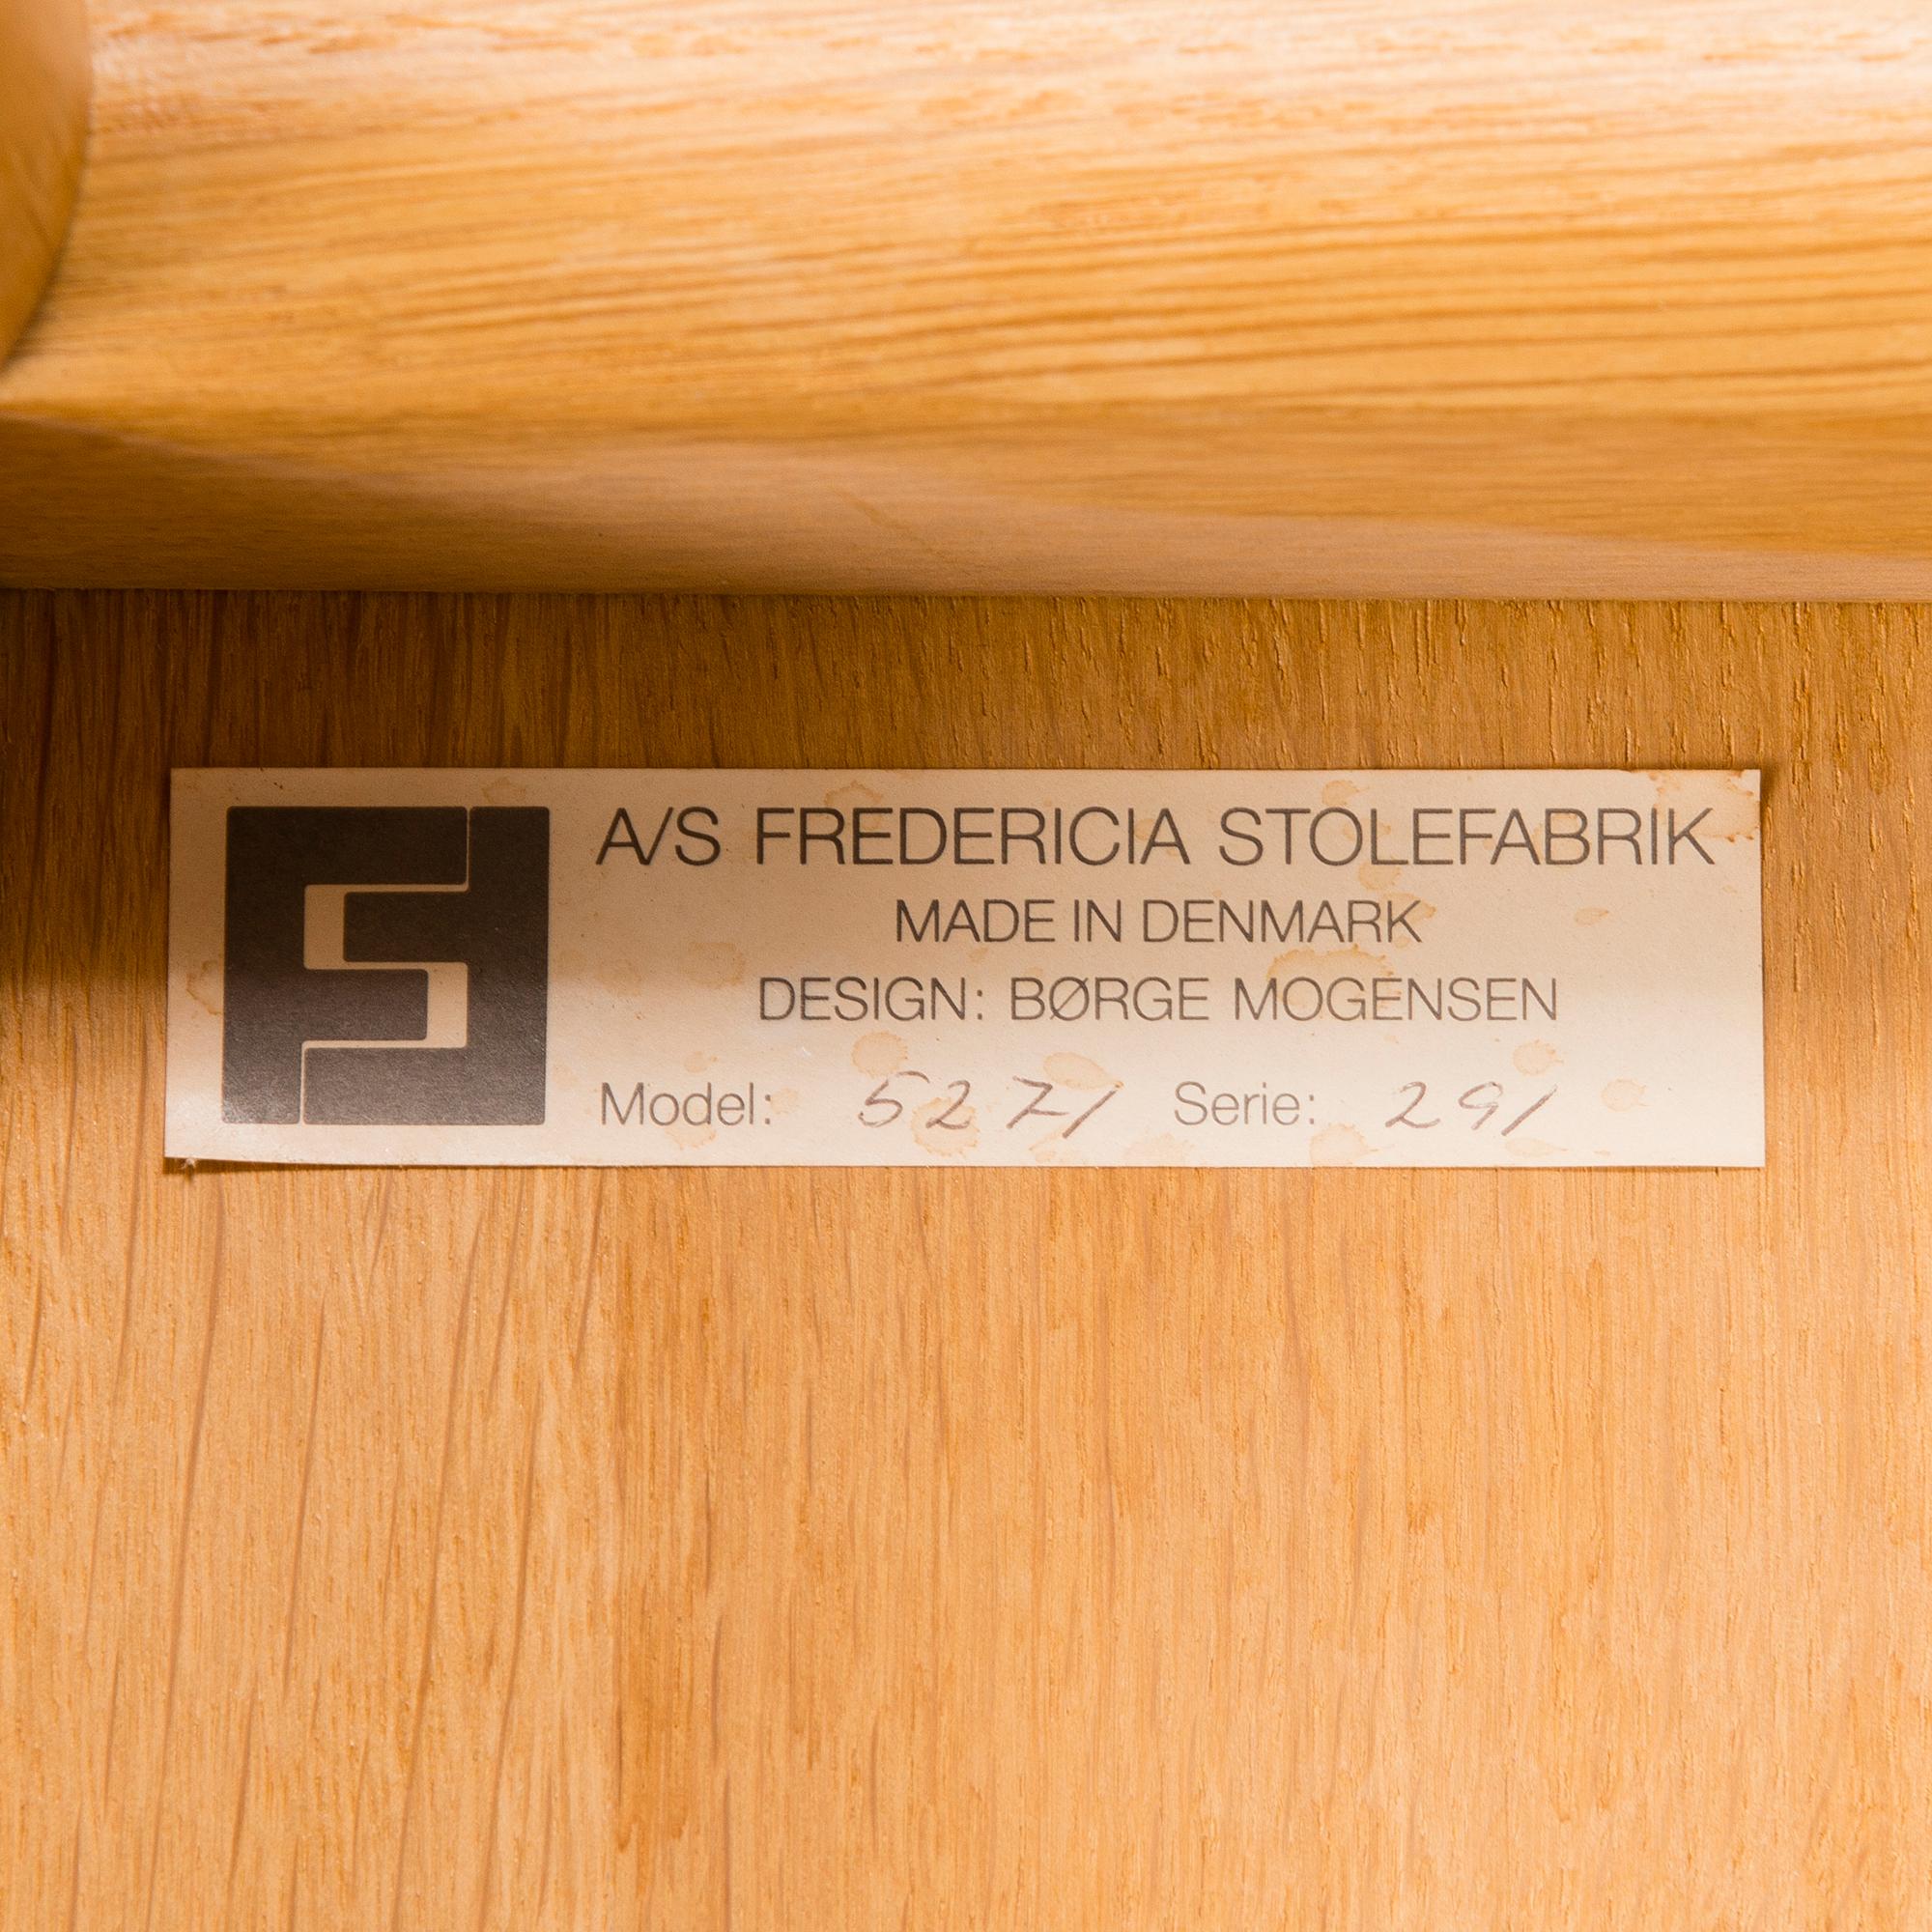 A/S FREDERICIA STOLEFABRIK
MADE IN DENMARK
DESIGN: BØRGE MOGENSEN
Model: 5271 Serie: 291